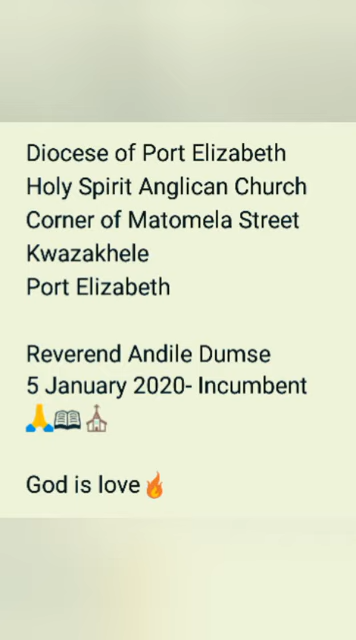 Diocese of Port Elizabeth
Holy Spirit Anglican Church
Corner of Matomela Street
Kwazakhele
Port Elizabeth
Reverend Andile Dumse
5 January 2020- Incumbent
🙏📖⛪
God is love🔥